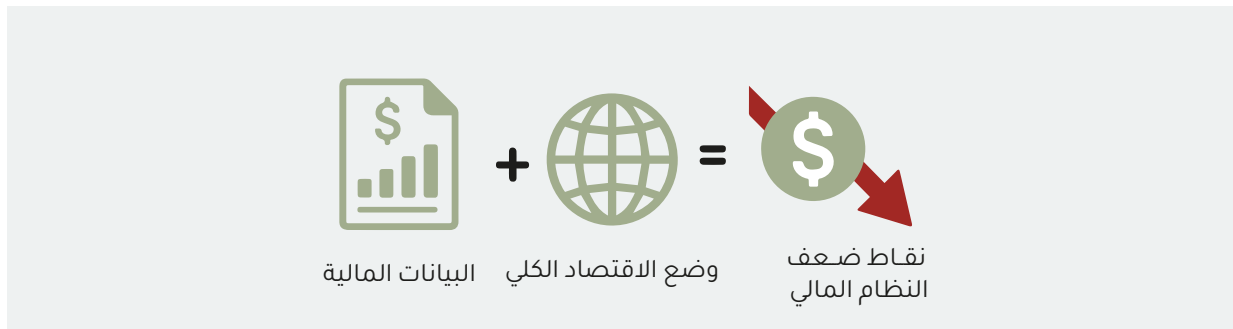 البيانات المالية
+
وضع الاقتصاد الكلي
=
نقاط ضعف
النظام المالي
$
$